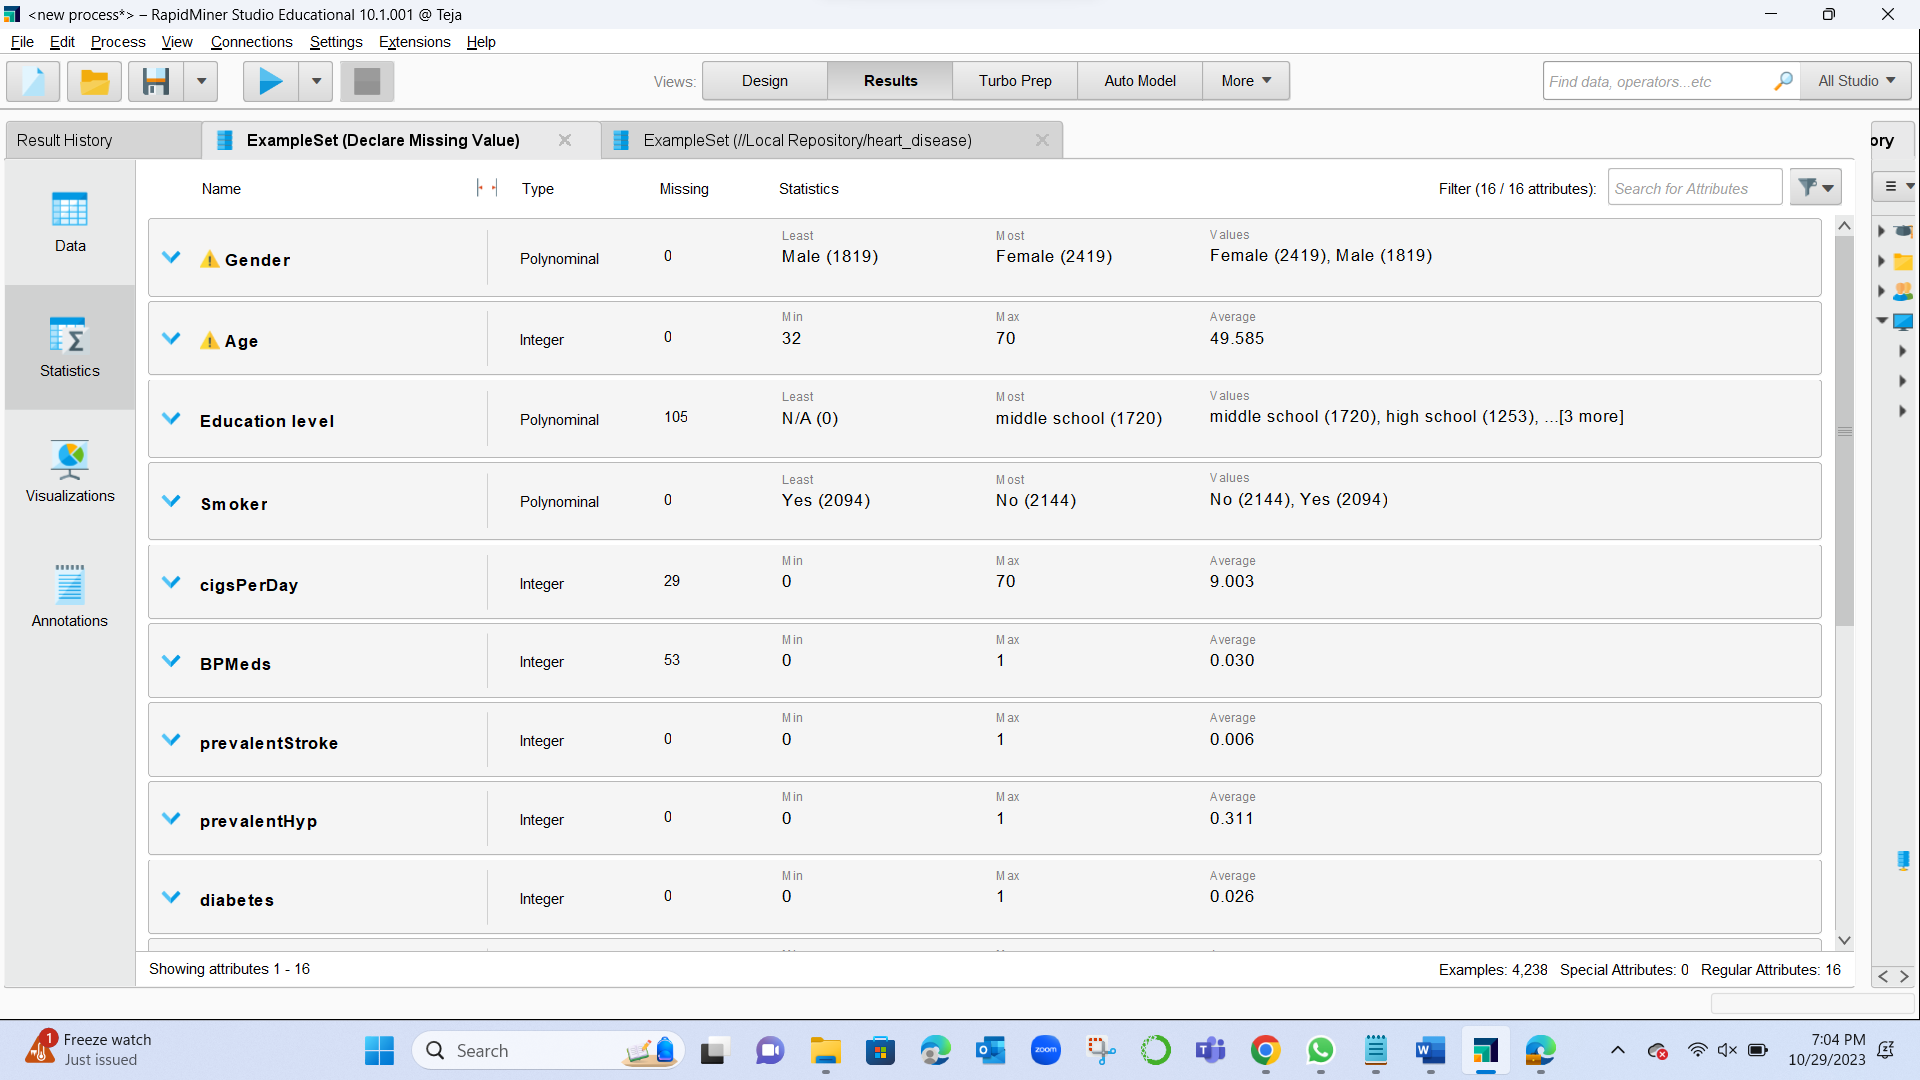 <new process*> – RapidMiner Studio Educational 10.1.001 @ Teja
File Edit Process View Connections Settings Extensions Help
Views: Design Results Turbo Prep Auto Model More Find data, operators...etc All Studio
Result History ExampleSet (Declare Missing Value) ExampleSet (//Local Repository/heart_disease) ory
Name Type Missing Statistics Filter (16 / 16 attributes): Search for Attributes
Data
Statistics
Visualizations
Annotations
Least Most Values
Gender Polynominal 0 Male (1819) Female (2419) Female (2419), Male (1819)
Min Max Average
Age Integer 0 32 70 49.585
Least Most Values
Education level Polynominal 105 N/A (0) middle school (1720) middle school (1720), high school (1253), ...[3 more]
Least Most Values
Smoker Polynominal 0 Yes (2094) No (2144) No (2144), Yes (2094)
Min Max Average
cigsPerDay Integer 29 0 70 9.003
Min Max Average
BPMeds Integer 53 0 1 0.030
Min Max Average
prevalentStroke Integer 0 0 1 0.006
Min Max Average
prevalentHyp Integer 0 0 1 0.311
Min Max Average
diabetes Integer 0 0 1 0.026
Showing attributes 1 - 16 Examples: 4,238 Special Attributes: 0 Regular Attributes: 16
1 Freeze watch
Just issued
Search
zoom
7:04 PM
10/29/2023